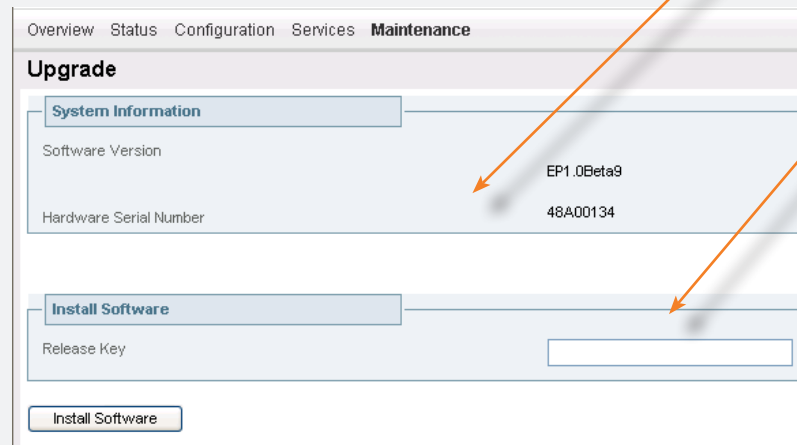 Overview Status Configuration Services Maintenance
Upgrade
System Information
Software Version
EP1.0Beta9
Hardware Serial Number 48A00134
Install Software
Release Key
Install Software